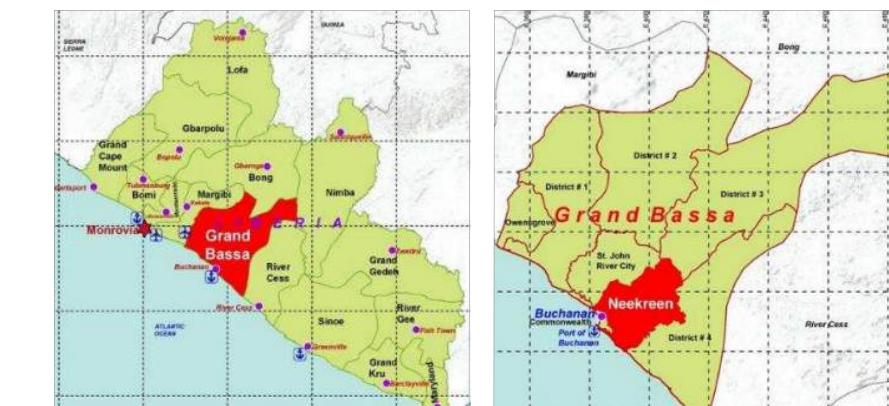 SIERRA
LEONE
GUINEA
Voinjama
Lofa
Gbarpolu
Grand
Cape
Mount
Bopolu
Gbarnga
Bong
Tubmanburg
Bomi
Margibi
Kakata
Nimba
Monrovia
LIBERIA
Grand
Bassa
Buchanan
River
Cess
Zwedru
Grand
Gedeh
River Cess
ATLANTIC
OCEAN
Sinoe
River
Gee
Fish Town
Greenville
Grand
Kru
Barclayville
Maryland
Bong
Margibi
District # 2
District # 1
District # 3
Owensgrove
Grand Bassa
St. John
River City
Neekreen
Buchanan
Commonwealth
Port of
Buchanan
District # 4
River Cess